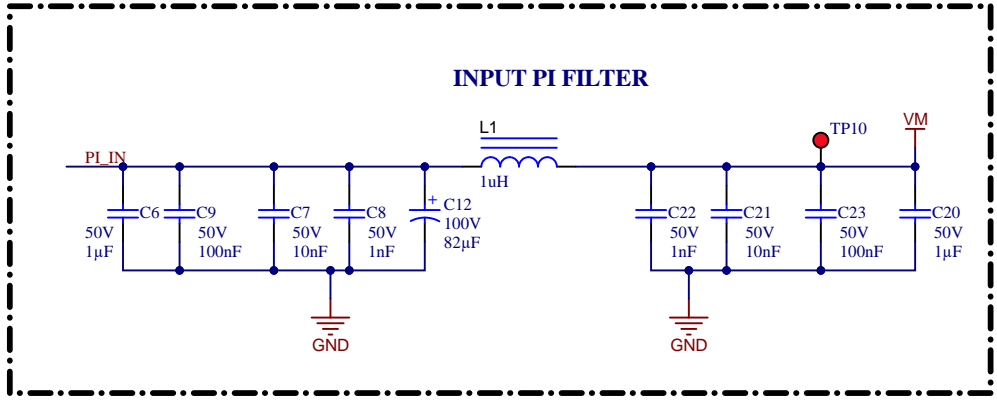 INPUT PI FILTER
PI_IN
L1
1uH
TP10
VM
C6
50V
1µF
C9
50V
100nF
C7
50V
10nF
C8
50V
1nF
+
C12
100V
82µF
C22
50V
1nF
C21
50V
10nF
C23
50V
100nF
C20
50V
1µF
GND
GND